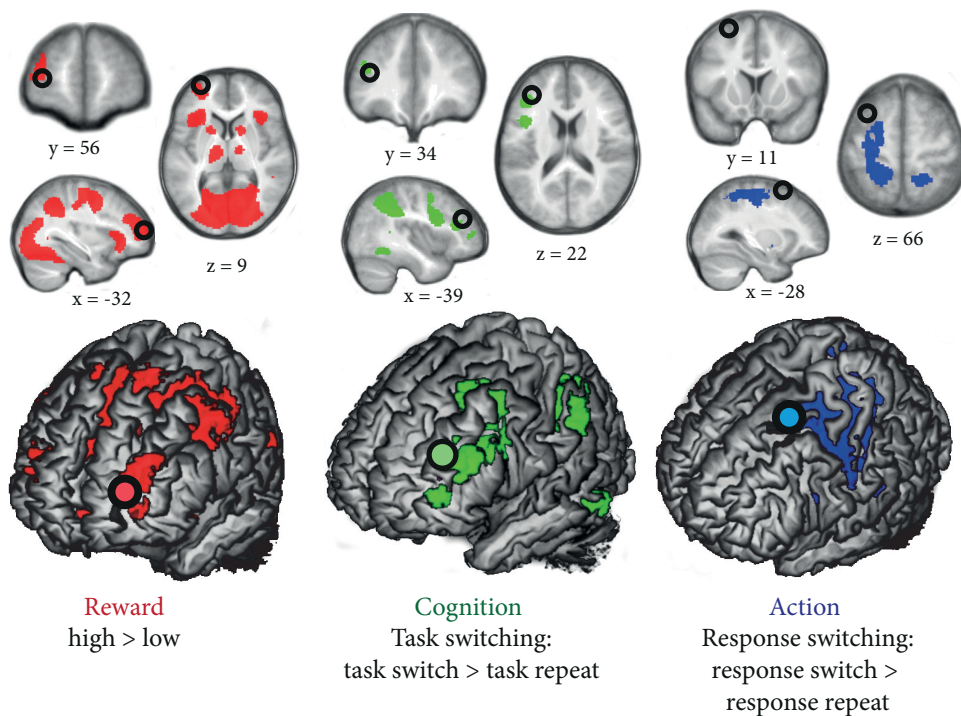 y = 56
z = 9
x = -32
y = 34
z = 22
x = -39
y = 11
z = 66
x = -28
Reward
high > low
Cognition
Task switching:
task switch > task repeat
Action
Response switching:
response switch >
response repeat